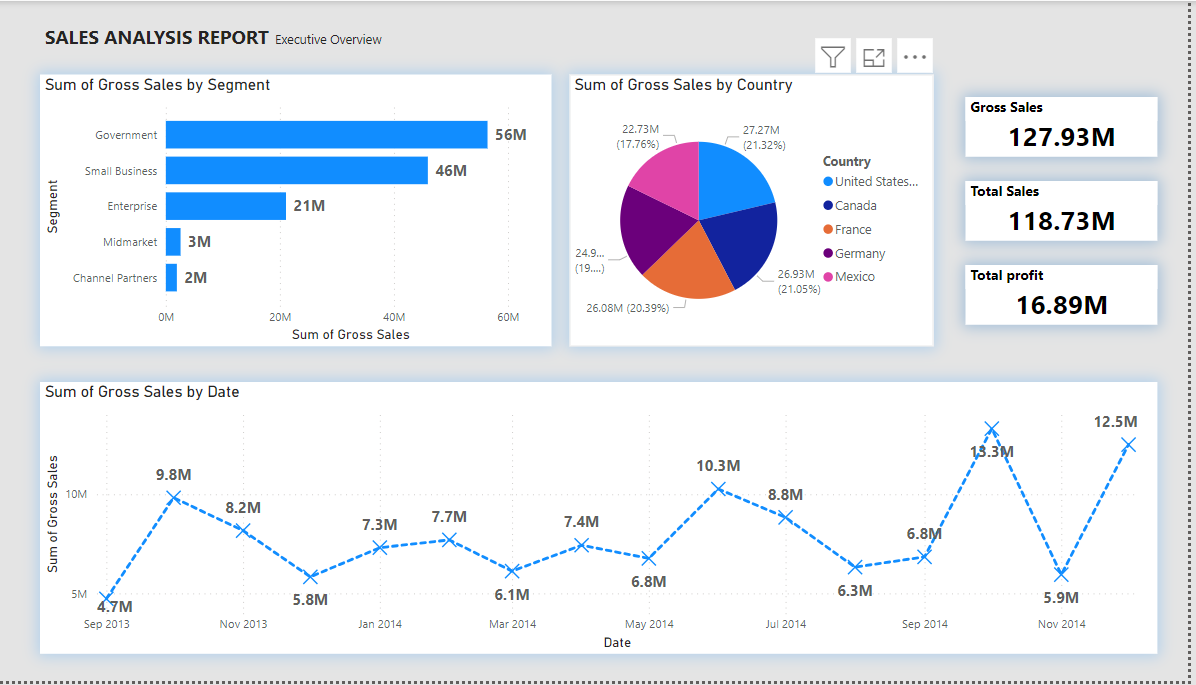 SALES ANALYSIS REPORT Executive Overview
Sum of Gross Sales by Segment
Segment
Government 56M
Small Business 46M
Enterprise 21M
Midmarket 3M
Channel Partners 2M
0M 20M 40M 60M
Sum of Gross Sales
Sum of Gross Sales by Country
22.73M
(17.76%)
27.27M
(21.32%)
24.9...
(19....)
26.93M
(21.05%)
26.08M (20.39%)
Country
United States...
Canada
France
Germany
Mexico
Gross Sales
127.93M
Total Sales
118.73M
Total profit
16.89M
Sum of Gross Sales by Date
Sum of Gross Sales
10M
5M
4.7M 9.8M 8.2M 5.8M 7.3M 7.7M 6.1M 7.4M 6.8M 10.3M 8.8M 6.3M 6.8M 13.3M 5.9M 12.5M
Sep 2013 Nov 2013 Jan 2014 Mar 2014 May 2014 Jul 2014 Sep 2014 Nov 2014
Date